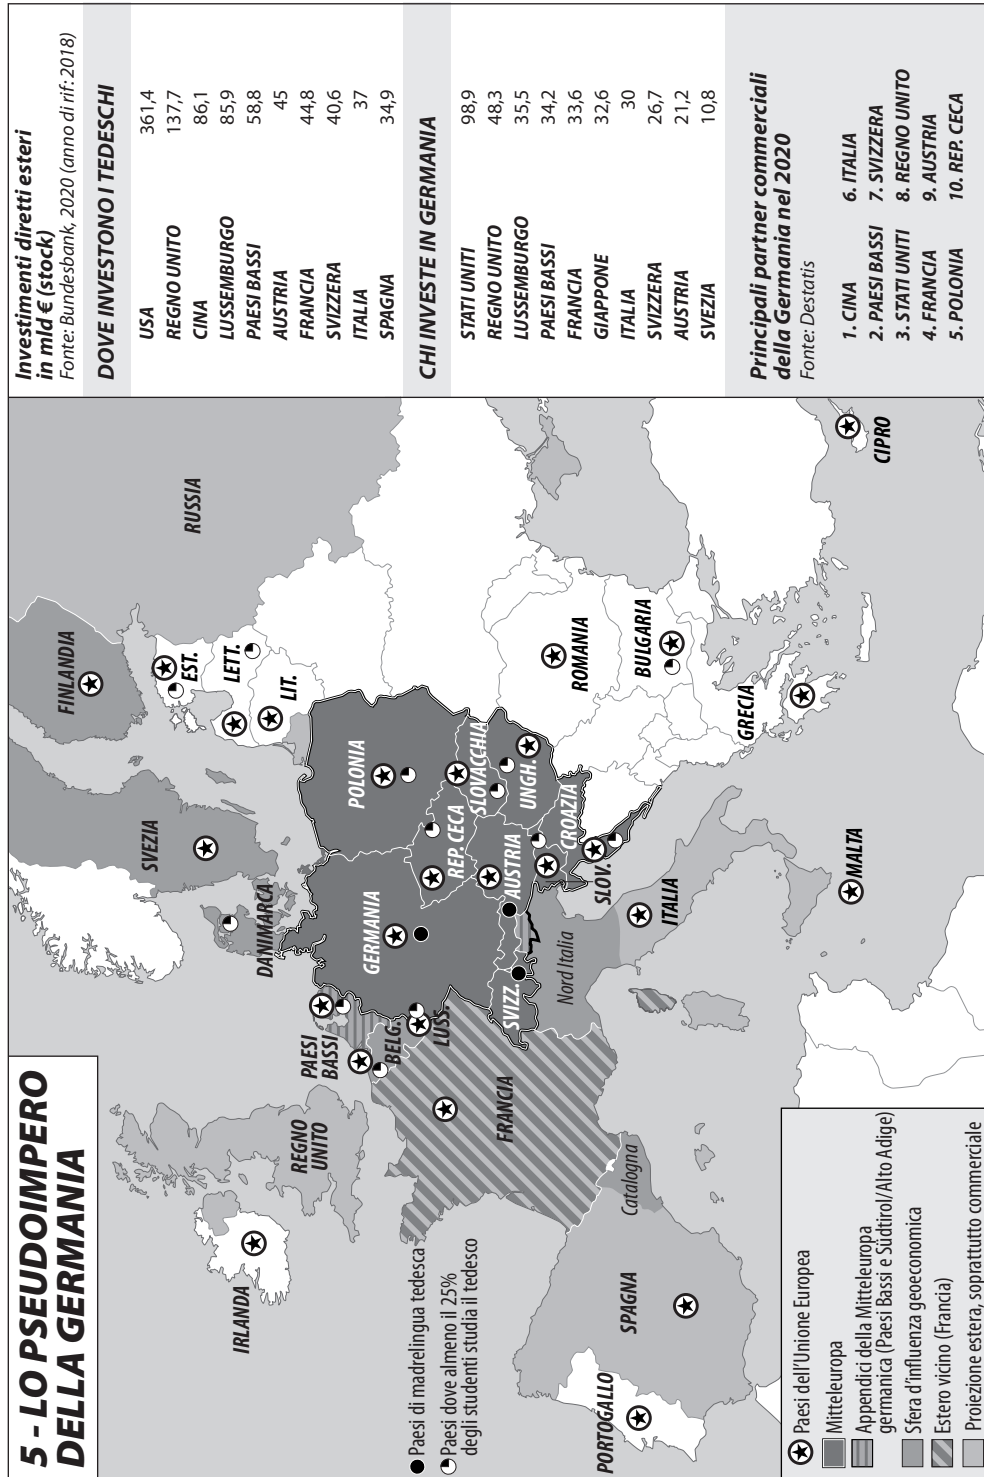 5 - LO PSEUDOIMPERO
DELLA GERMANIA
IRLANDA
REGNO
UNITO
PAESI
BASSI
BELG.
LUSS.
FRANCIA
PORTOGALLO
SPAGNA
Catalogna
DANIMARCA
SVEZIA
FINLANDIA
EST.
LETT.
LIT.
RUSSIA
GERMANIA
POLONIA
REP. CECA
SLOVACCHIA
AUSTRIA
UNGH.
SVIZZ.
SLOV.
CROAZIA
Nord Italia
ITALIA
MALTA
ROMANIA
BULGARIA
GRECIA
CIPRO
Paesi di madrelingua tedesca
Paesi dove almeno il 25%
degli studenti studia il tedesco
Paesi dell'Unione Europea
Mitteleuropa
Appendici della Mitteleuropa
germanica (Paesi Bassi e Südtirol/Alto Adige)
Sfera d'influenza geoeconomica
Estero vicino (Francia)
Proiezione estera, soprattutto commerciale
Investimenti diretti esteri
in mld € (stock)
Fonte: Bundesbank, 2020 (anno di rif: 2018)
DOVE INVESTONO I TEDESCHI
USA 361,4
REGNO UNITO 137,7
CINA 86,1
LUSSEMBURGO 85,9
PAESI BASSI 58,8
AUSTRIA 45
FRANCIA 44,8
SVIZZERA 40,6
ITALIA 37
SPAGNA 34,9
CHI INVESTE IN GERMANIA
STATI UNITI 98,9
REGNO UNITO 48,3
LUSSEMBURGO 35,5
PAESI BASSI 34,2
FRANCIA 33,6
GIAPPONE 32,6
ITALIA 30
SVIZZERA 26,7
AUSTRIA 21,2
SVEZIA 10,8
Principali partner commerciali
della Germania nel 2020
Fonte: Destatis
1. CINA 6. ITALIA
2. PAESI BASSI 7. SVIZZERA
3. STATI UNITI 8. REGNO UNITO
4. FRANCIA 9. AUSTRIA
5. POLONIA 10. REP. CECA